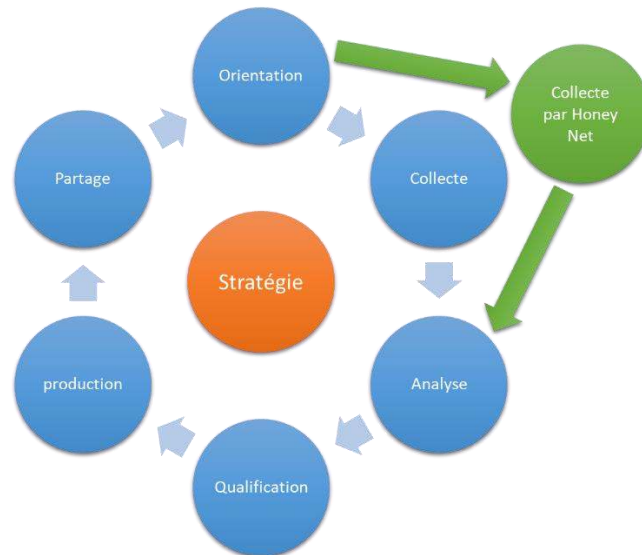 Orientation
Collecte
par Honey
Net
Partage
Collecte
Stratégie
production
Analyse
Qualification